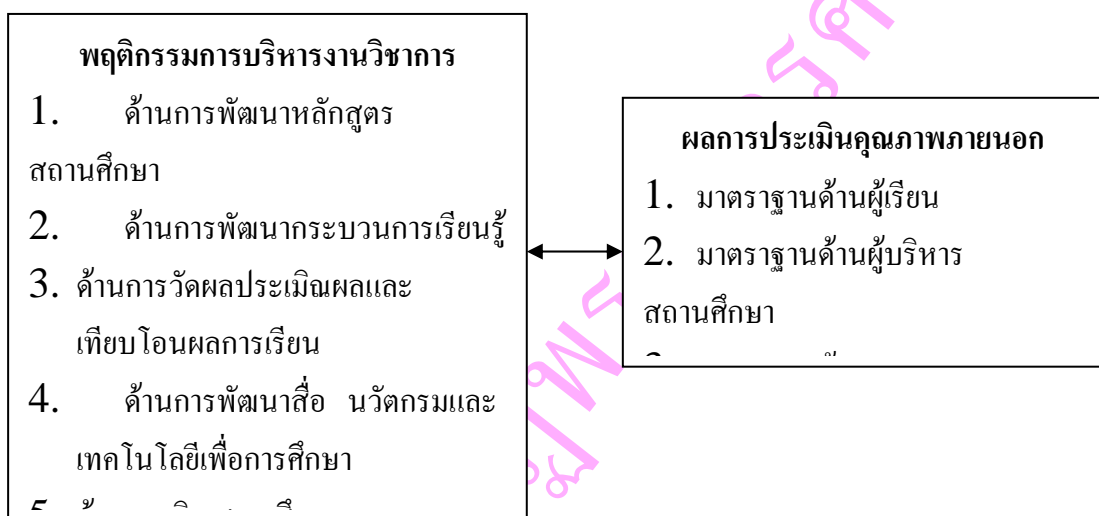 พฤติกรรมการบริหารงานวิชาการ
1. ด้านการพัฒนาหลักสูตร
สถานศึกษา
2. ด้านการพัฒนากระบวนการเรียนรู้
3. ด้านการวัดผลประเมิณผลและ
เทียบโอนผลการเรียน
4. ด้านการพัฒนาสื่อ นวัตกรมและ
เทคโนโลยีเพื่อการศึกษา
ผลการประเมินคุณภาพภายนอก
1. มาตราฐานด้านผู้เรียน
2. มาตราฐานด้านผู้บริหาร
สถานศึกษา